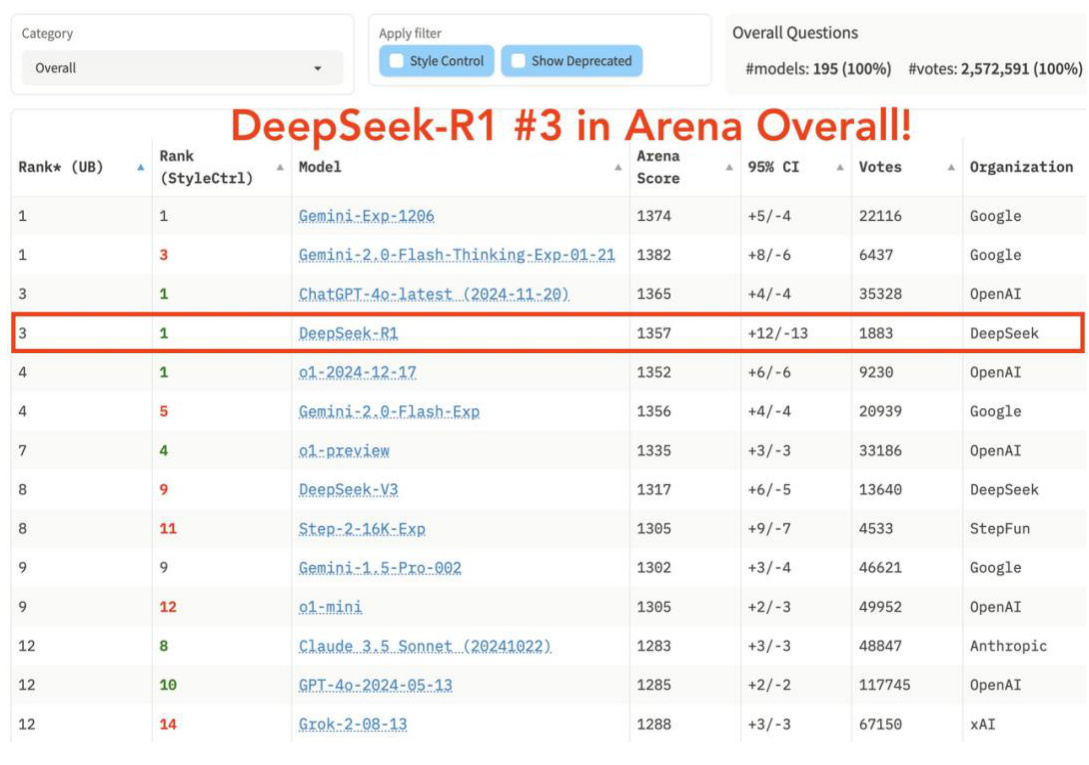 Category
Overall
Apply filter
Style Control
Show Deprecated
Overall Questions
#models: 195 (100%) #votes: 2,572,591 (100%)
DeepSeek-R1 #3 in Arena Overall!
Rank* (UB) Rank (StyleCtrl) Model Arena Score 95% CI Votes Organization
1 1 Gemini-Exp-1206 1374 +5/-4 22116 Google
1 3 Gemini-2.0-Flash-Thinking-Exp-01-21 1382 +8/-6 6437 Google
3 1 ChatGPT-4o-latest (2024-11-20) 1365 +4/-4 35328 OpenAI
3 1 DeepSeek-R1 1357 +12/-13 1883 DeepSeek
4 1 o1-2024-12-17 1352 +6/-6 9230 OpenAI
4 5 Gemini-2.0-Flash-Exp 1356 +4/-4 20939 Google
7 4 o1-preview 1335 +3/-3 33186 OpenAI
8 9 DeepSeek-V3 1317 +6/-5 13640 DeepSeek
8 11 Step-2-16K-Exp 1305 +9/-7 4533 StepFun
9 9 Gemini-1.5-Pro-002 1302 +3/-4 46621 Google
9 12 o1-mini 1305 +2/-3 49952 OpenAI
12 8 Claude 3.5 Sonnet (20241022) 1283 +3/-3 48847 Anthropic
12 10 GPT-4o-2024-05-13 1285 +2/-2 117745 OpenAI
12 14 Grok-2-08-13 1288 +3/-3 67150 xAI